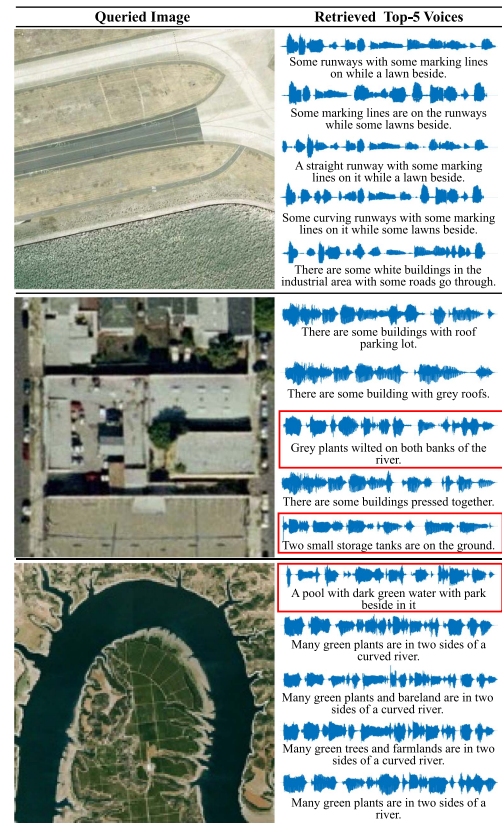 Queried Image
Retrieved Top-5 Voices
Some runways with some marking
lines on while a lawn beside.
Some marking lines are on the runways
while some lawns beside.
A straight runway with some marking
lines on it while a lawn beside.
Some curving runways with some marking
lines on it while some lawns beside.
There are some white buildings in the
industrial area with some roads go through.
There are some buildings with roof
parking lot.
There are some building with grey roofs.
Grey plants wilted on both banks of the
river.
There are some buildings pressed together.
Two small storage tanks are on the ground.
A pool with dark green water with park
beside in it
Many green plants are in two sides of a
curved river.
Many green plants and bareland are in two
sides of a curved river.
Many green trees and farmlands are in two
sides of a curved river.
Many green plants are in two sides of a
river.